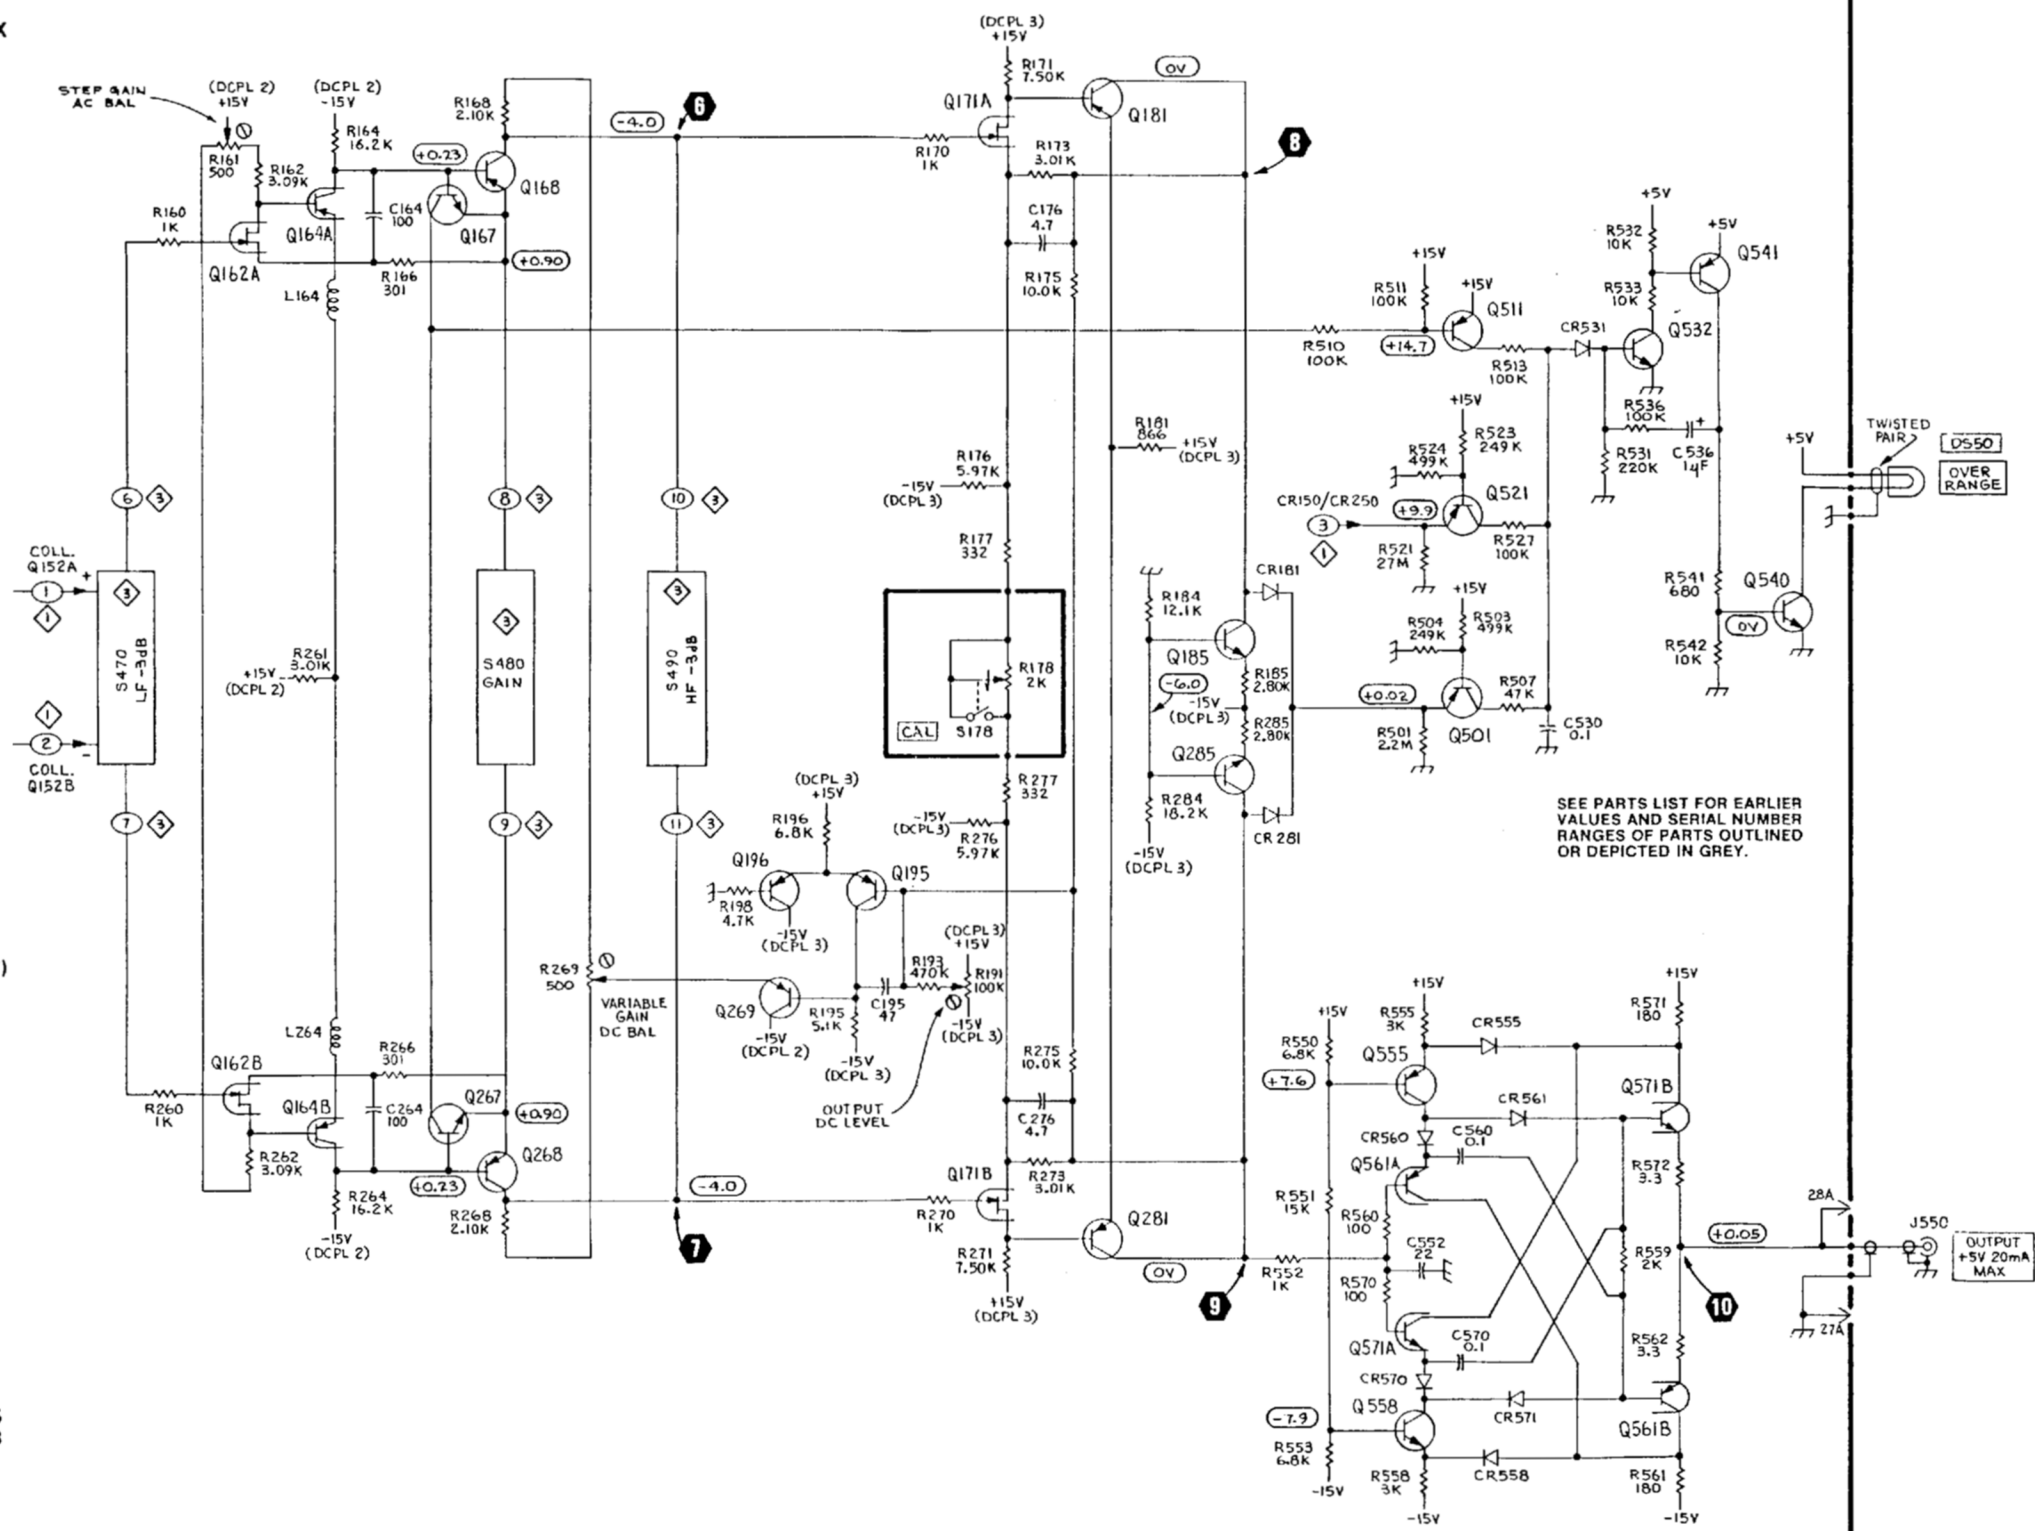 X
STEP GAIN
AC BAL
(DCPL 2)
+15V
(DCPL 2)
-15V
R161
500
R162
3.09K
R164
16.2K
R160
1K
Q162A
Q164A
L164
C164
100
+0.23
R168
2.10K
Q168
Q167
R166
301
+0.90
-4.0
6
(DCPL 3)
+15V
R171
7.50K
Q171A
R170
1K
0V
Q181
R173
3.01K
8
C176
4.7
R175
10.0K
+15V
R511
100K
+15V
Q511
R510
100K
+14.7
R513
100K
CR531
+5V
R532
10K
R533
10K
+5V
Q541
Q532
R536
100K
R531
220K
C536
1µF
+5V
TWISTED
PAIR
DS50
OVER
RANGE
6
3
8
3
10
3
COLL.
Q152A
+
1
1
S470
LF -3dB
3
1
2
-
COLL.
Q152B
7
3
R261
3.01K
+15V
(DCPL 2)
3
S480
GAIN
9
3
3
S490
HF -3dB
11
3
R176
5.97K
-15V
(DCPL 3)
R177
332
R178
2K
CAL
S178
R277
332
-15V
(DCPL3)
R276
5.97K
R181
866
+15V
(DCPL 3)
R184
12.1K
Q185
-6.0
-15V
(DCPL 3)
R185
2.80K
R285
2.80K
Q285
R284
18.2K
-15V
(DCPL 3)
CR181
CR281
CR150/CR250
3
1
+9.9
R521
27M
R524
499K
+15V
R523
249K
Q521
R527
100K
R504
249K
+15V
R503
499K
+0.02
R501
2.2M
Q501
R507
47K
C530
0.1
R541
680
0V
Q540
R542
10K
SEE PARTS LIST FOR EARLIER
VALUES AND SERIAL NUMBER
RANGES OF PARTS OUTLINED
OR DEPICTED IN GREY.
(DCPL 3)
+15V
R196
6.8K
Q196
Q195
R198
4.7K
-15V
(DCPL 3)
R269
500
VARIABLE
GAIN
DC BAL
Q269
-15V
(DCPL 2)
R195
5.1K
-15V
(DCPL 3)
C195
47
R193
470K
(DCPL3)
+15V
R191
100K
-15V
(DCPL 3)
OUTPUT
DC LEVEL
L264
Q162B
R260
1K
R262
3.09K
Q164B
R266
301
C264
100
Q267
+0.90
Q268
+0.23
R264
16.2K
-15V
(DCPL 2)
R268
2.10K
-4.0
7
R275
10.0K
C276
4.7
R273
3.01K
Q171B
R270
1K
R271
7.50K
+15V
(DCPL 3)
Q281
0V
9
R552
1K
+15V
R550
6.8K
+7.6
R551
15K
-7.9
R553
6.8K
-15V
+15V
R555
3K
Q555
CR555
CR561
CR560
C560
0.1
Q561A
R560
100
C552
22
R570
100
Q571A
C570
0.1
CR570
Q558
CR571
CR558
R558
3K
-15V
+15V
R571
180
Q571B
R572
3.3
R559
2K
R562
3.3
Q561B
R561
180
-15V
+0.05
10
28A
27A
J550
OUTPUT
+5V 20mA
MAX
)